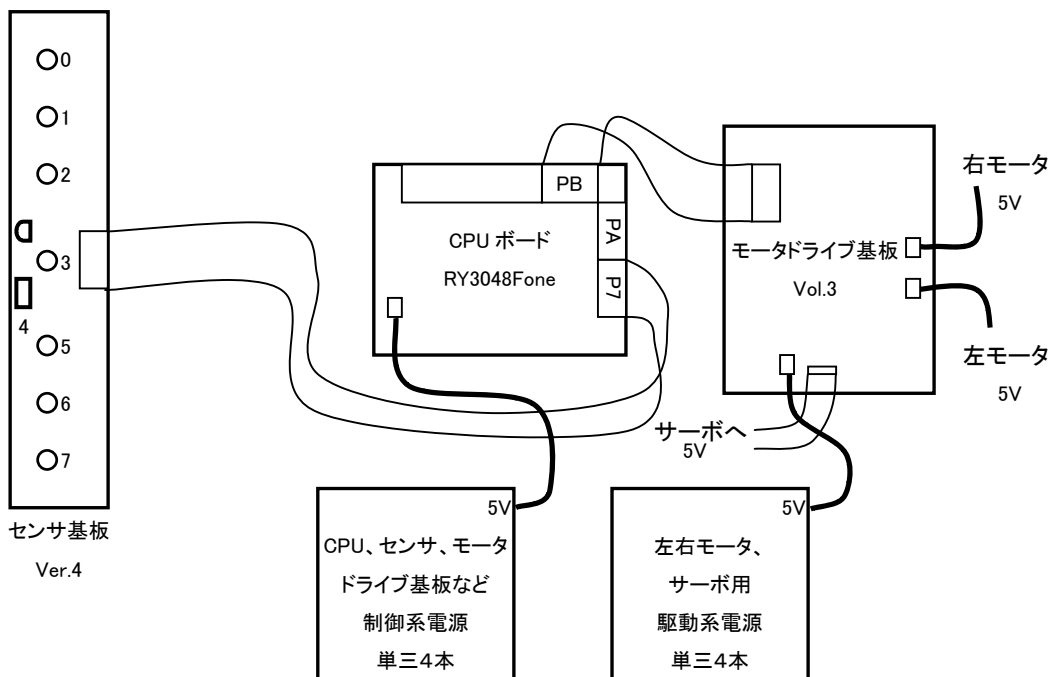 0
1
2
3
4
5
6
7
センサ基板
Ver.4
PB
PA
P7
CPU ボード
RY3048Fone
モータドライブ基板
Vol.3
右モータ
5V
左モータ
5V
サーボへ
5V
5V
CPU、センサ、モータ
ドライブ基板など
制御系電源
単三4本
5V
左右モータ、
サーボ用
駆動系電源
単三4本